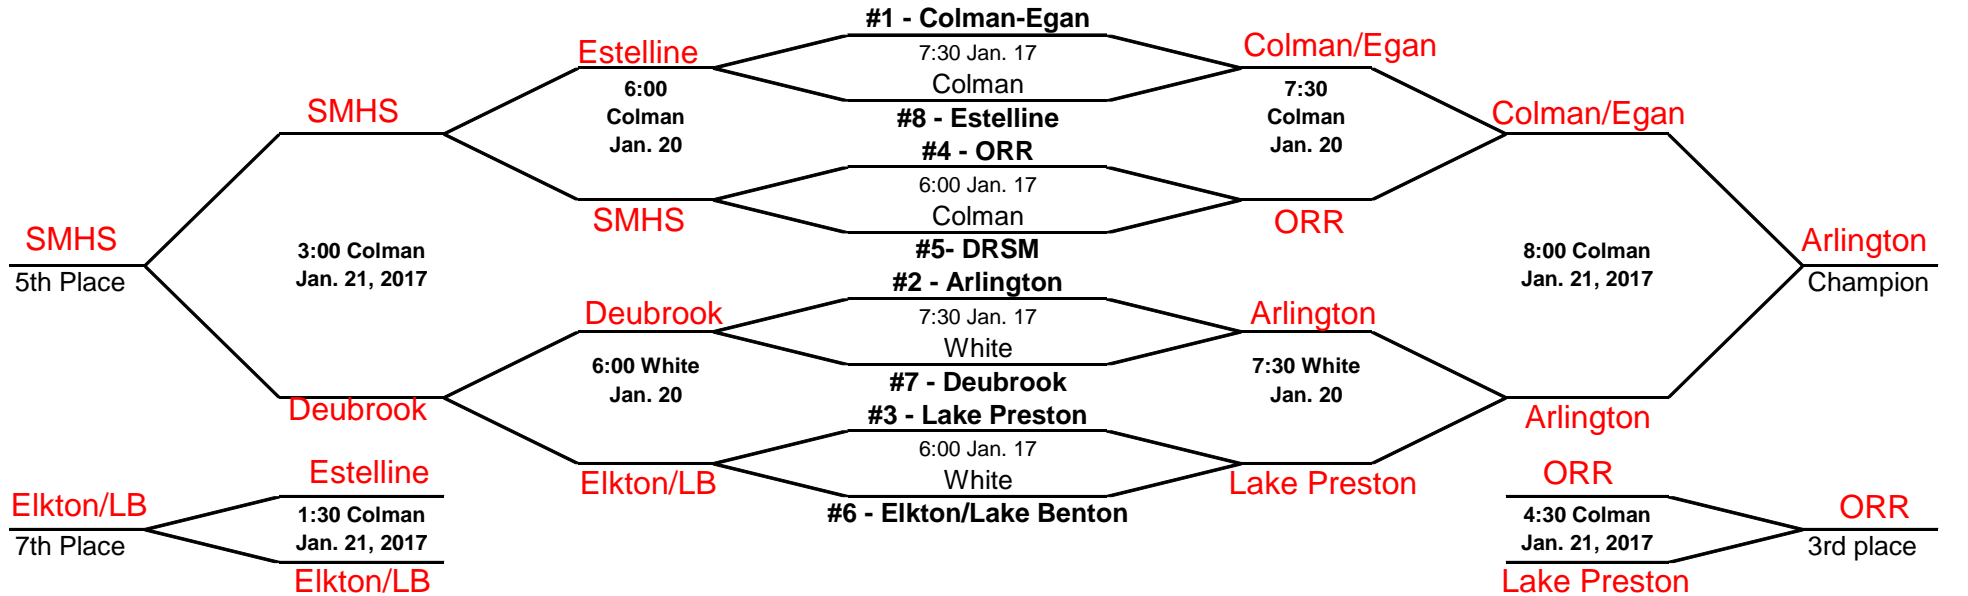 #1 - Colman-Egan
Estelline
7:30 Jan. 17
Colman/Egan
Colman
6:00
Colman
Jan. 20
7:30
Colman
Jan. 20
SMHS
#8 - Estelline
Colman/Egan
#4 - ORR
6:00 Jan. 17
Colman
SMHS
ORR
#5- DRSM
SMHS
5th Place
3:00 Colman
Jan. 21, 2017
8:00 Colman
Jan. 21, 2017
Arlington
Champion
#2 - Arlington
Deubrook
7:30 Jan. 17
Arlington
White
6:00 White
Jan. 20
7:30 White
Jan. 20
#7 - Deubrook
Deubrook
#3 - Lake Preston
Arlington
6:00 Jan. 17
White
Elkton/LB
Lake Preston
#6 - Elkton/Lake Benton
Estelline
Elkton/LB
7th Place
1:30 Colman
Jan. 21, 2017
Elkton/LB
ORR
4:30 Colman
Jan. 21, 2017
ORR
3rd place
Lake Preston